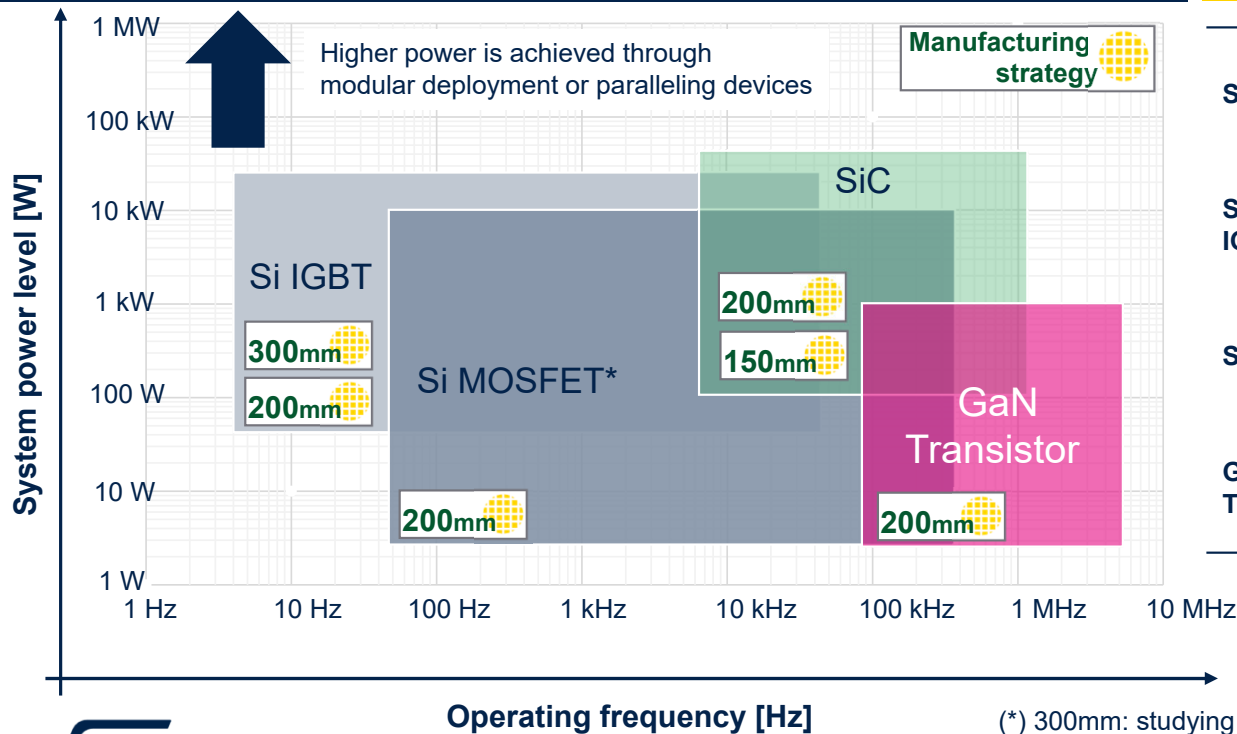 1 MW
Higher power is achieved through
modular deployment or paralleling devices
Manufacturing
strategy
100 kW
10 kW
1 kW
100 W
10 W
1 W
System power level [W]
SiC
Si IGBT
300mm
200mm
Si MOSFET*
200mm
200mm
150mm
GaN
Transistor
200mm
1 Hz
10 Hz
100 Hz
1 kHz
10 kHz
100 kHz
1 MHz
10 MHz
Operating frequency [Hz]
(*) 300mm: studying